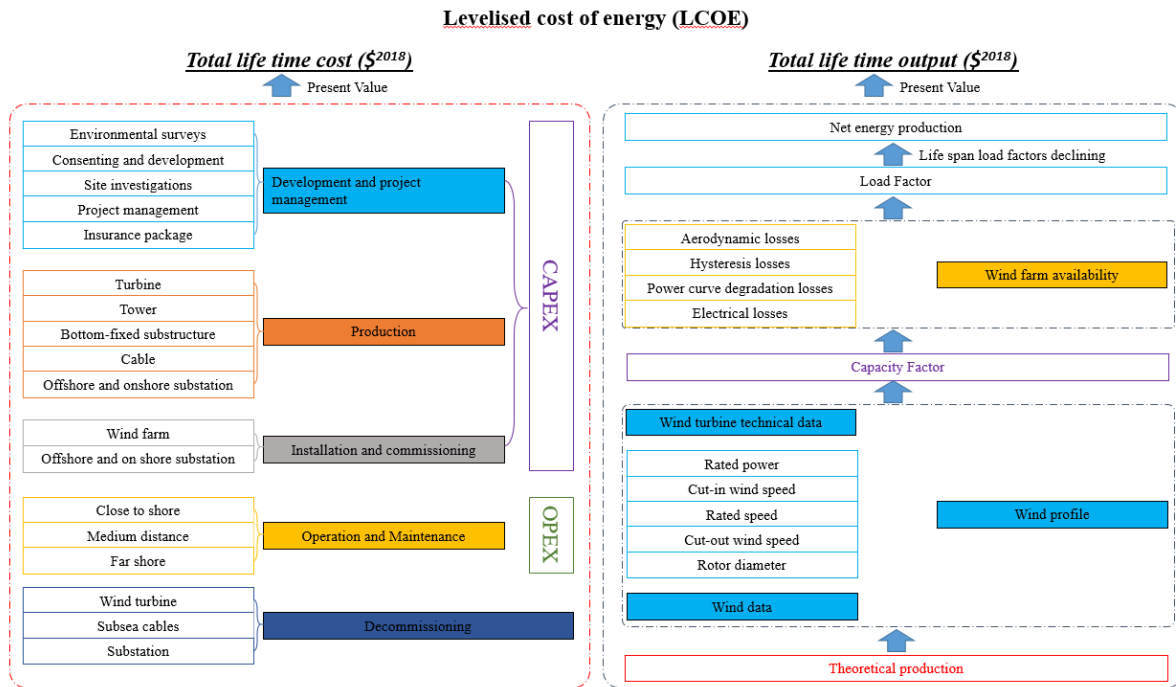 Levelised cost of energy (LCOE)
Total life time cost ($2018)
Present Value
Environmental surveys
Consenting and development
Site investigations
Project management
Insurance package
Development and project
management
Turbine
Tower
Bottom-fixed substructure
Cable
Offshore and onshore substation
Production
Wind farm
Offshore and on shore substation
Installation and commissioning
CAPEX
Close to shore
Medium distance
Far shore
Operation and Maintenance
OPEX
Wind turbine
Subsea cables
Substation
Decommissioning
Total life time output ($2018)
Present Value
Net energy production
Life span load factors declining
Load Factor
Aerodynamic losses
Hysteresis losses
Power curve degradation losses
Electrical losses
Wind farm availability
Capacity Factor
Wind turbine technical data
Rated power
Cut-in wind speed
Rated speed
Cut-out wind speed
Rotor diameter
Wind profile
Wind data
Theoretical production